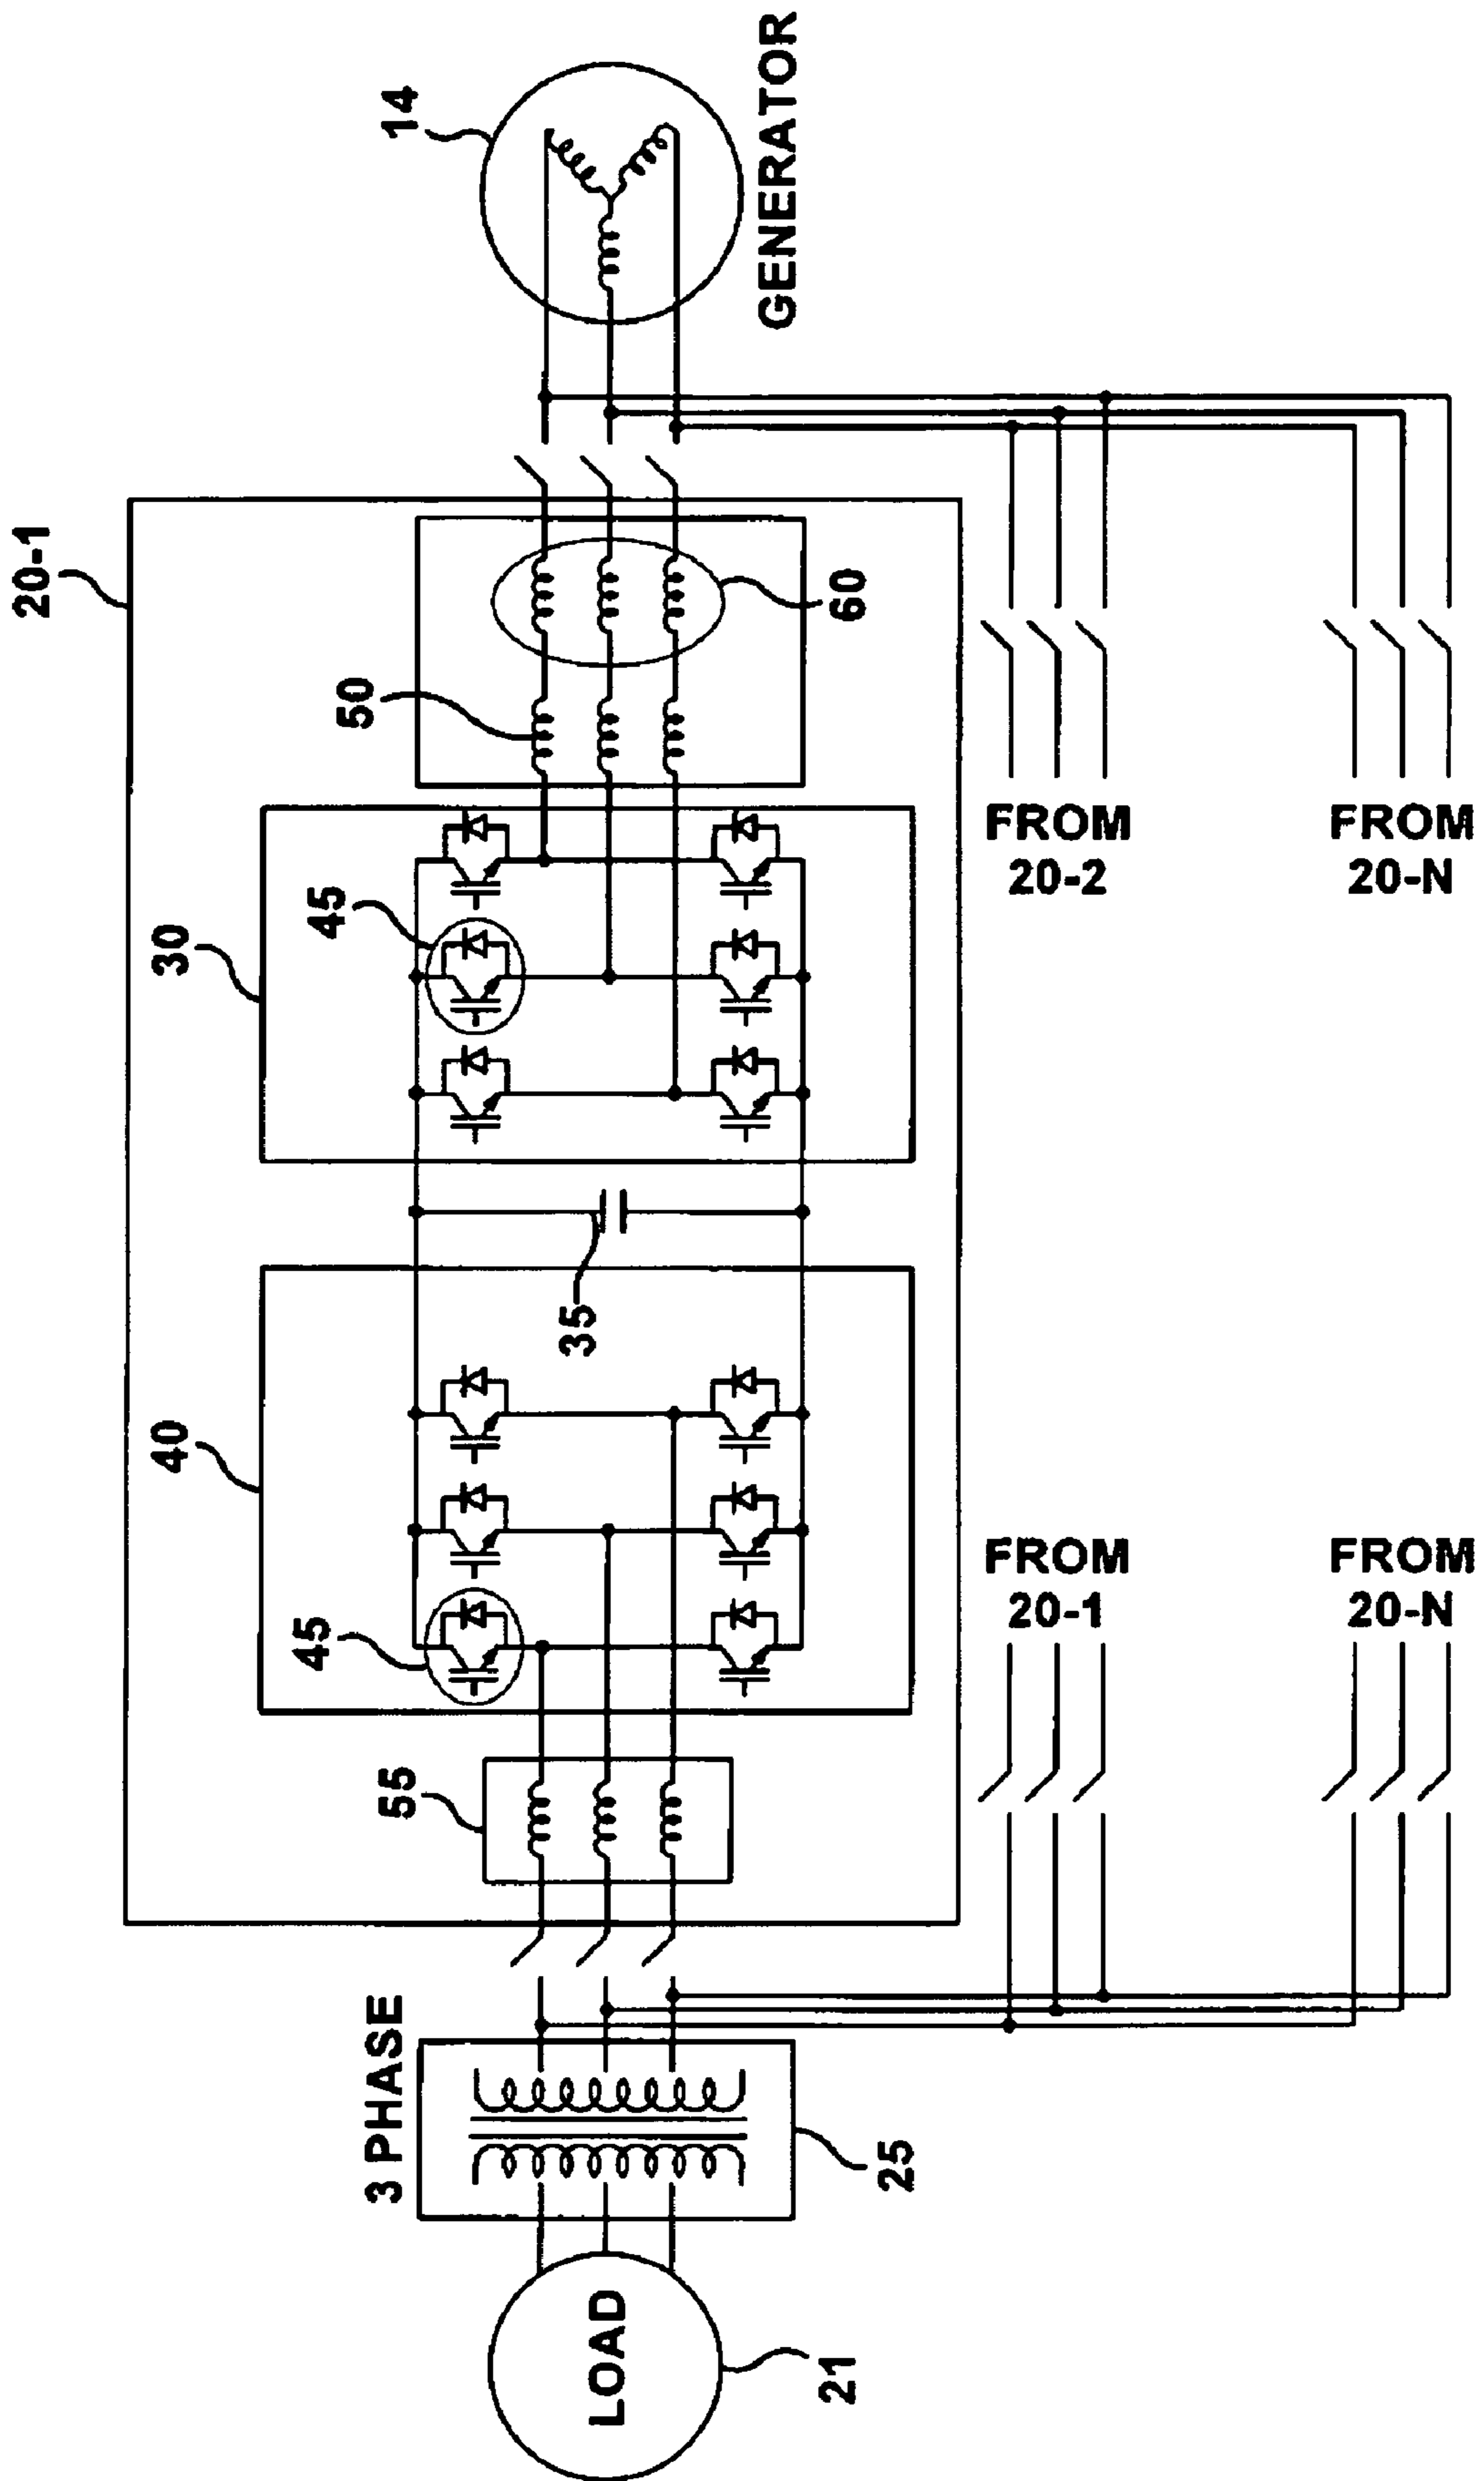 14
GENERATOR
20-1
60
50
45
30
FROM
20-2
FROM
20-N
35
40
45
FROM
20-1
FROM
20-N
55
3 PHASE
25
LOAD
21